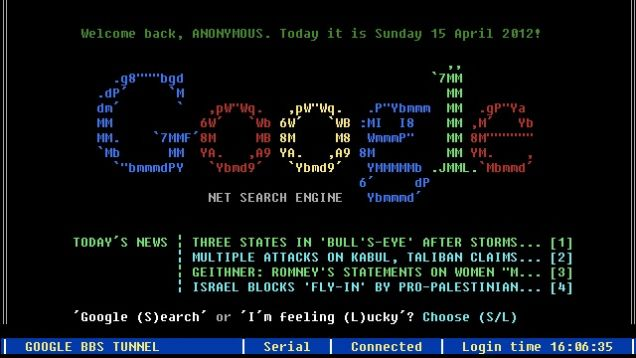 Welcome back, ANONYMOUS. Today it is Sunday 15 April 2012!
Google
NET SEARCH ENGINE
TODAY'S NEWS ¦ THREE STATES IN 'BULL'S-EYE' AFTER STORMS... [1]
¦ MULTIPLE ATTACKS ON KABUL, TALIBAN CLAIMS... [2]
¦ GEITHNER: ROMNEY'S STATEMENTS ON WOMEN "M... [3]
¦ ISRAEL BLOCKS 'FLY-IN' BY PRO-PALESTINIAN... [4]
'Google (S)earch' or 'I'm feeling (L)ucky'? Choose (S/L)
GOOGLE BBS TUNNEL | Serial | Connected | Login time 16:06:35